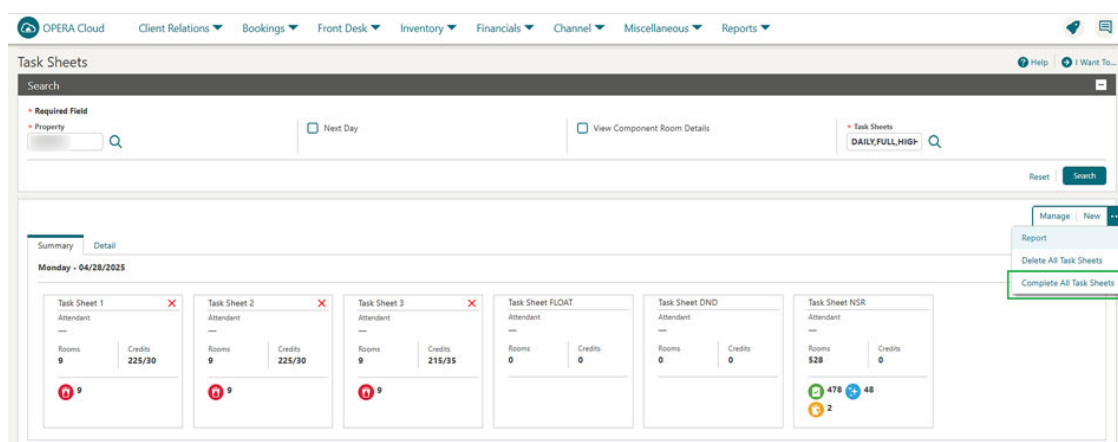 OPERA Cloud Client Relations Bookings Front Desk Inventory Financials Channel Miscellaneous Reports
Task Sheets Help I Want To...
Search
* Required Field
* Property Next Day View Component Room Details * Task Sheets
DAILY,FULL,HIGH
Reset Search
Manage New ...
Report
Delete All Task Sheets
Complete All Task Sheets
Summary Detail
Monday - 04/28/2025
Task Sheet 1 Task Sheet 2 Task Sheet 3 Task Sheet FLOAT Task Sheet DND Task Sheet NSR
Attendant Attendant Attendant Attendant Attendant Attendant
— — — — — —
Rooms Credits Rooms Credits Rooms Credits Rooms Credits Rooms Credits Rooms Credits
9 225/30 9 225/30 9 215/35 0 0 0 0 528 0
9 9 9 478 48
2